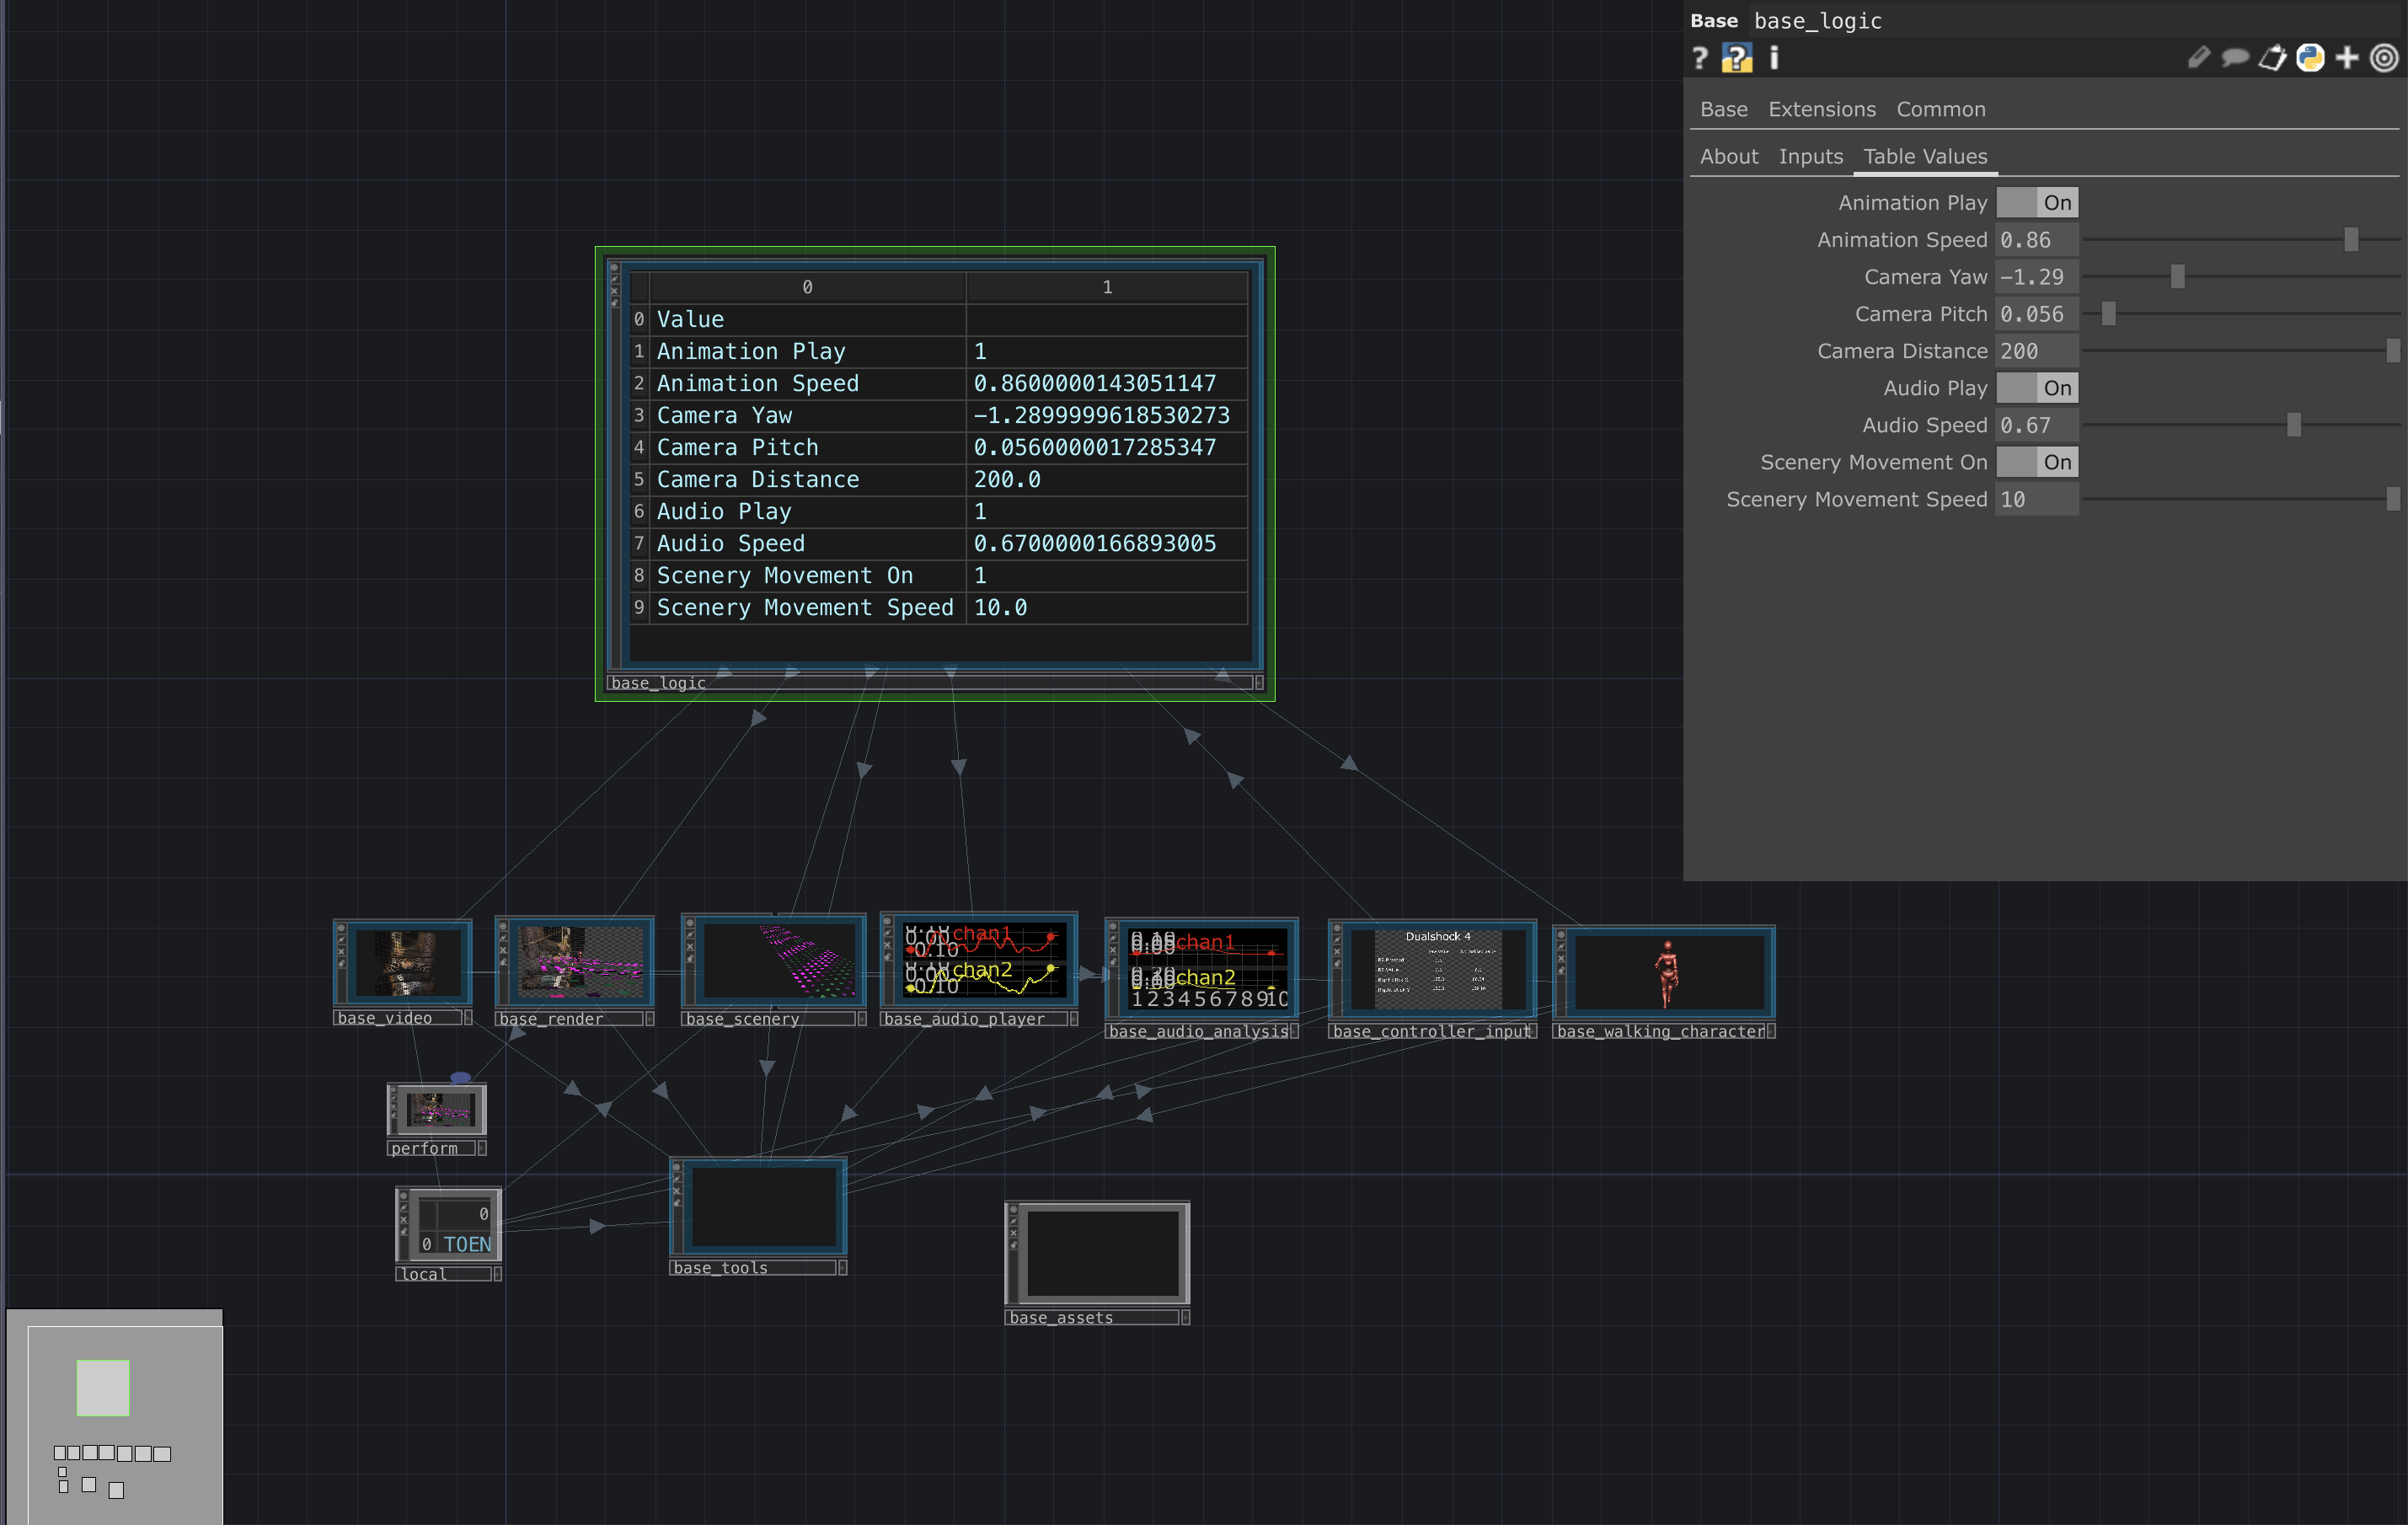 Base base_logic
? ? i
Base Extensions Common
About Inputs Table Values
Animation Play On
Animation Speed 0.86
Camera Yaw −1.29
Camera Pitch 0.056
Camera Distance 200
Audio Play On
Audio Speed 0.67
Scenery Movement On On
Scenery Movement Speed 10
0 1
0 Value
1 Animation Play 1
2 Animation Speed 0.8600000143051147
3 Camera Yaw −1.2899999618530273
4 Camera Pitch 0.0560000017285347
5 Camera Distance 200.0
6 Audio Play 1
7 Audio Speed 0.6700000166893005
8 Scenery Movement On 1
9 Scenery Movement Speed 10.0
base_logic
chan1
chan2
chan1
chan2
1 2 3 4 5 6 7 8 9 10
Dualshock 4
base_video
base_render
base_scenery
base_audio_player
base_audio_analysis
base_controller_input
base_walking_character
perform
0
0 TOEN
local
base_tools
base_assets